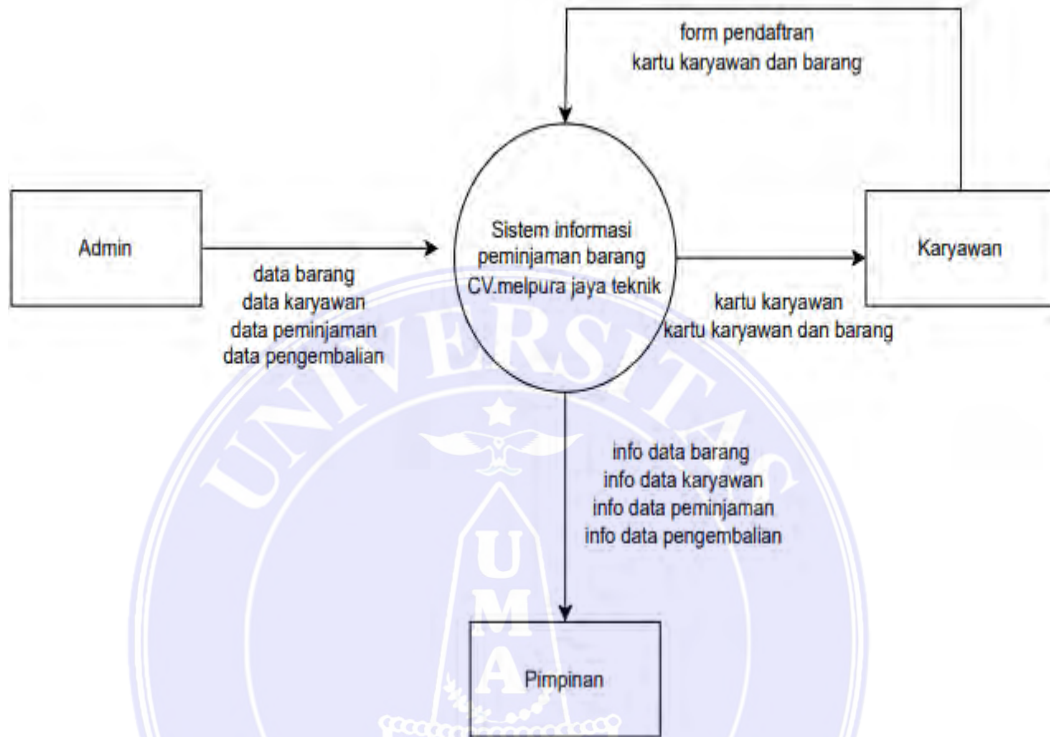 form pendaftran
kartu karyawan dan barang
Admin
Sistem informasi
peminjaman barang
CV.melpura jaya teknik
Karyawan
data barang
data karyawan
data peminjaman
data pengembalian
kartu karyawan
kartu karyawan dan barang
UNIVERSITAS
info data barang
info data karyawan
info data peminjaman
info data pengembalian
U
M
A
Pimpinan